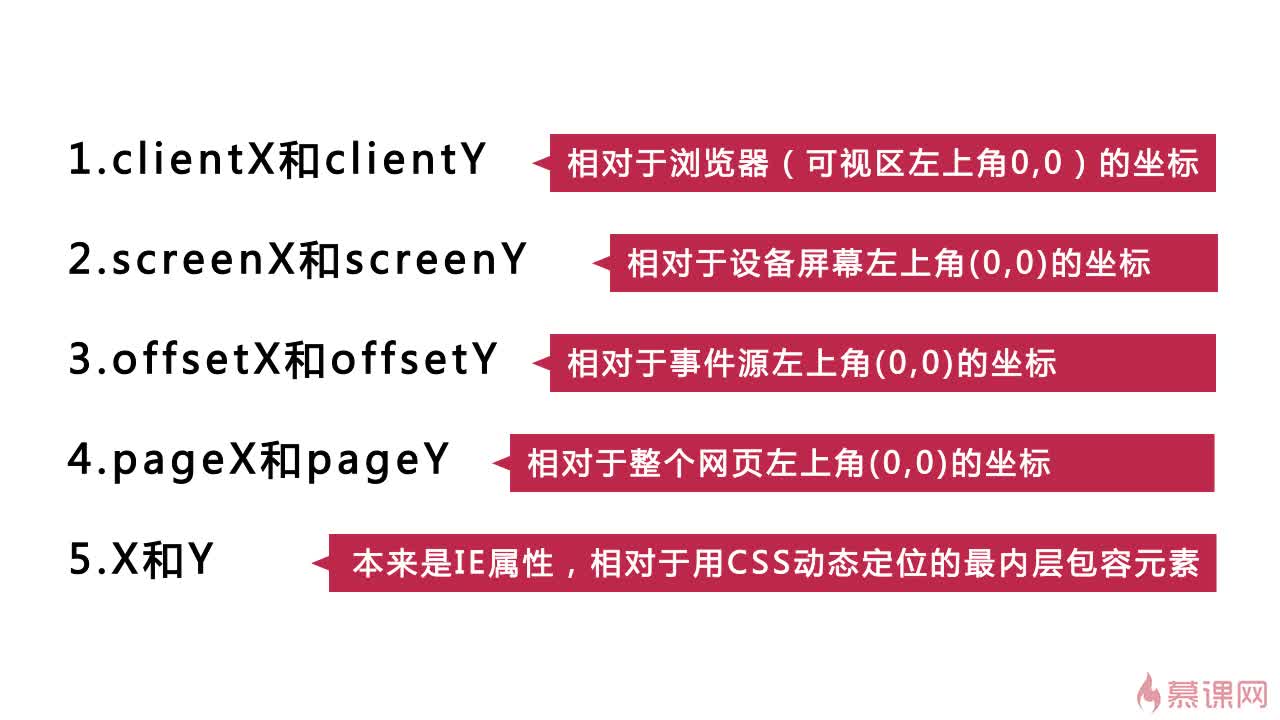 1.clientX和clientY
相对于浏览器（可视区左上角0,0）的坐标
2.screenX和screenY
相对于设备屏幕左上角(0,0)的坐标
3.offsetX和offsetY
相对于事件源左上角(0,0)的坐标
4.pageX和pageY
相对于整个网页左上角(0,0)的坐标
5.X和Y
本来是IE属性，相对于用CSS动态定位的最内层包容元素
慕课网